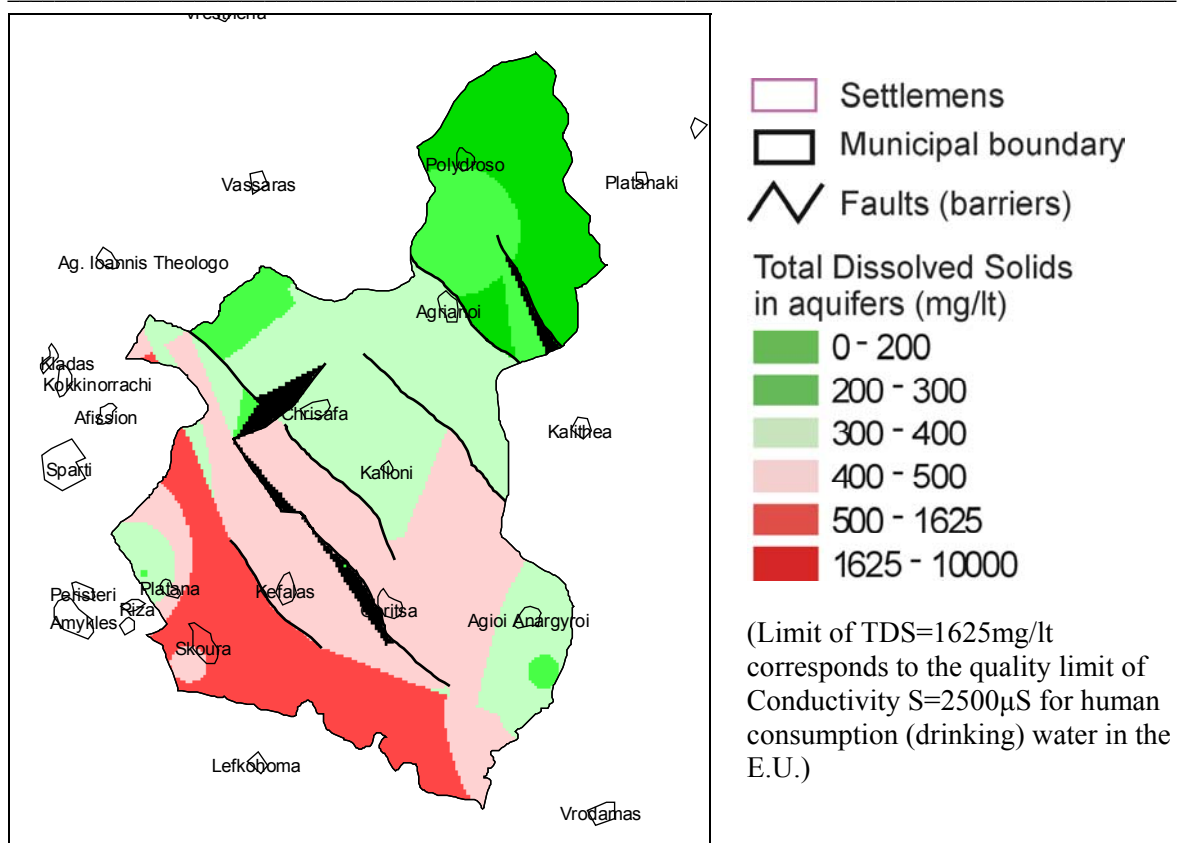 Polydroso
Vassaras
Platanaki
Ag. Ioannis Theologo
Agrianoi
Kladas
Kokkinorrachi
Afission
Chrisafa
Kalithea
Sparti
Kalloni
Peristeri
Platana
Kefalas
Riza
Amykles
Agioi Anargyroi
Skoura
Lefkohoma
Vrodamas
Settlemens
Municipal boundary
Faults (barriers)
Total Dissolved Solids
in aquifers (mg/lt)
0 - 200
200 - 300
300 - 400
400 - 500
500 - 1625
1625 - 10000
(Limit of TDS=1625mg/lt
corresponds to the quality limit of
Conductivity S=2500μS for human
consumption (drinking) water in the
E.U.)